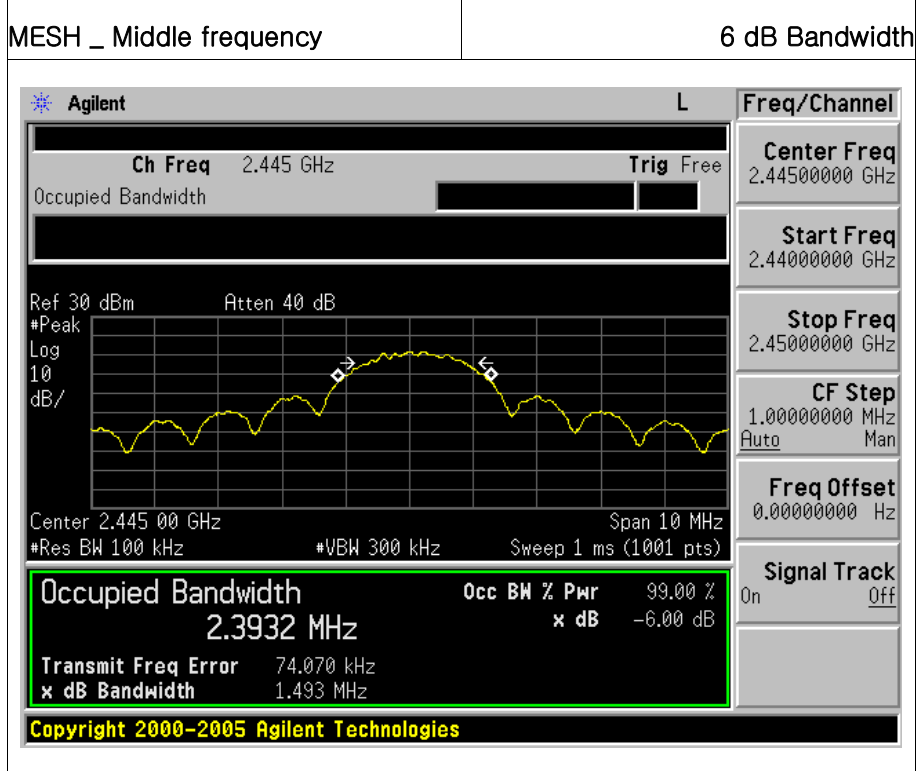 MESH _ Middle frequency 6 dB Bandwidth
Agilent L Freq/Channel
Ch Freq 2.445 GHz Trig Free
Occupied Bandwidth
Center Freq
2.44500000 GHz
Start Freq
2.44000000 GHz
Stop Freq
2.45000000 GHz
CF Step
1.00000000 MHz
Auto Man
Freq Offset
0.00000000 Hz
Signal Track
On Off
Ref 30 dBm Atten 40 dB
#Peak
Log
10
dB/
Center 2.445 00 GHz Span 10 MHz
#Res BW 100 kHz #VBW 300 kHz Sweep 1 ms (1001 pts)
Occupied Bandwidth Occ BW % Pwr 99.00 %
2.3932 MHz x dB -6.00 dB
Transmit Freq Error 74.070 kHz
x dB Bandwidth 1.493 MHz
Copyright 2000-2005 Agilent Technologies